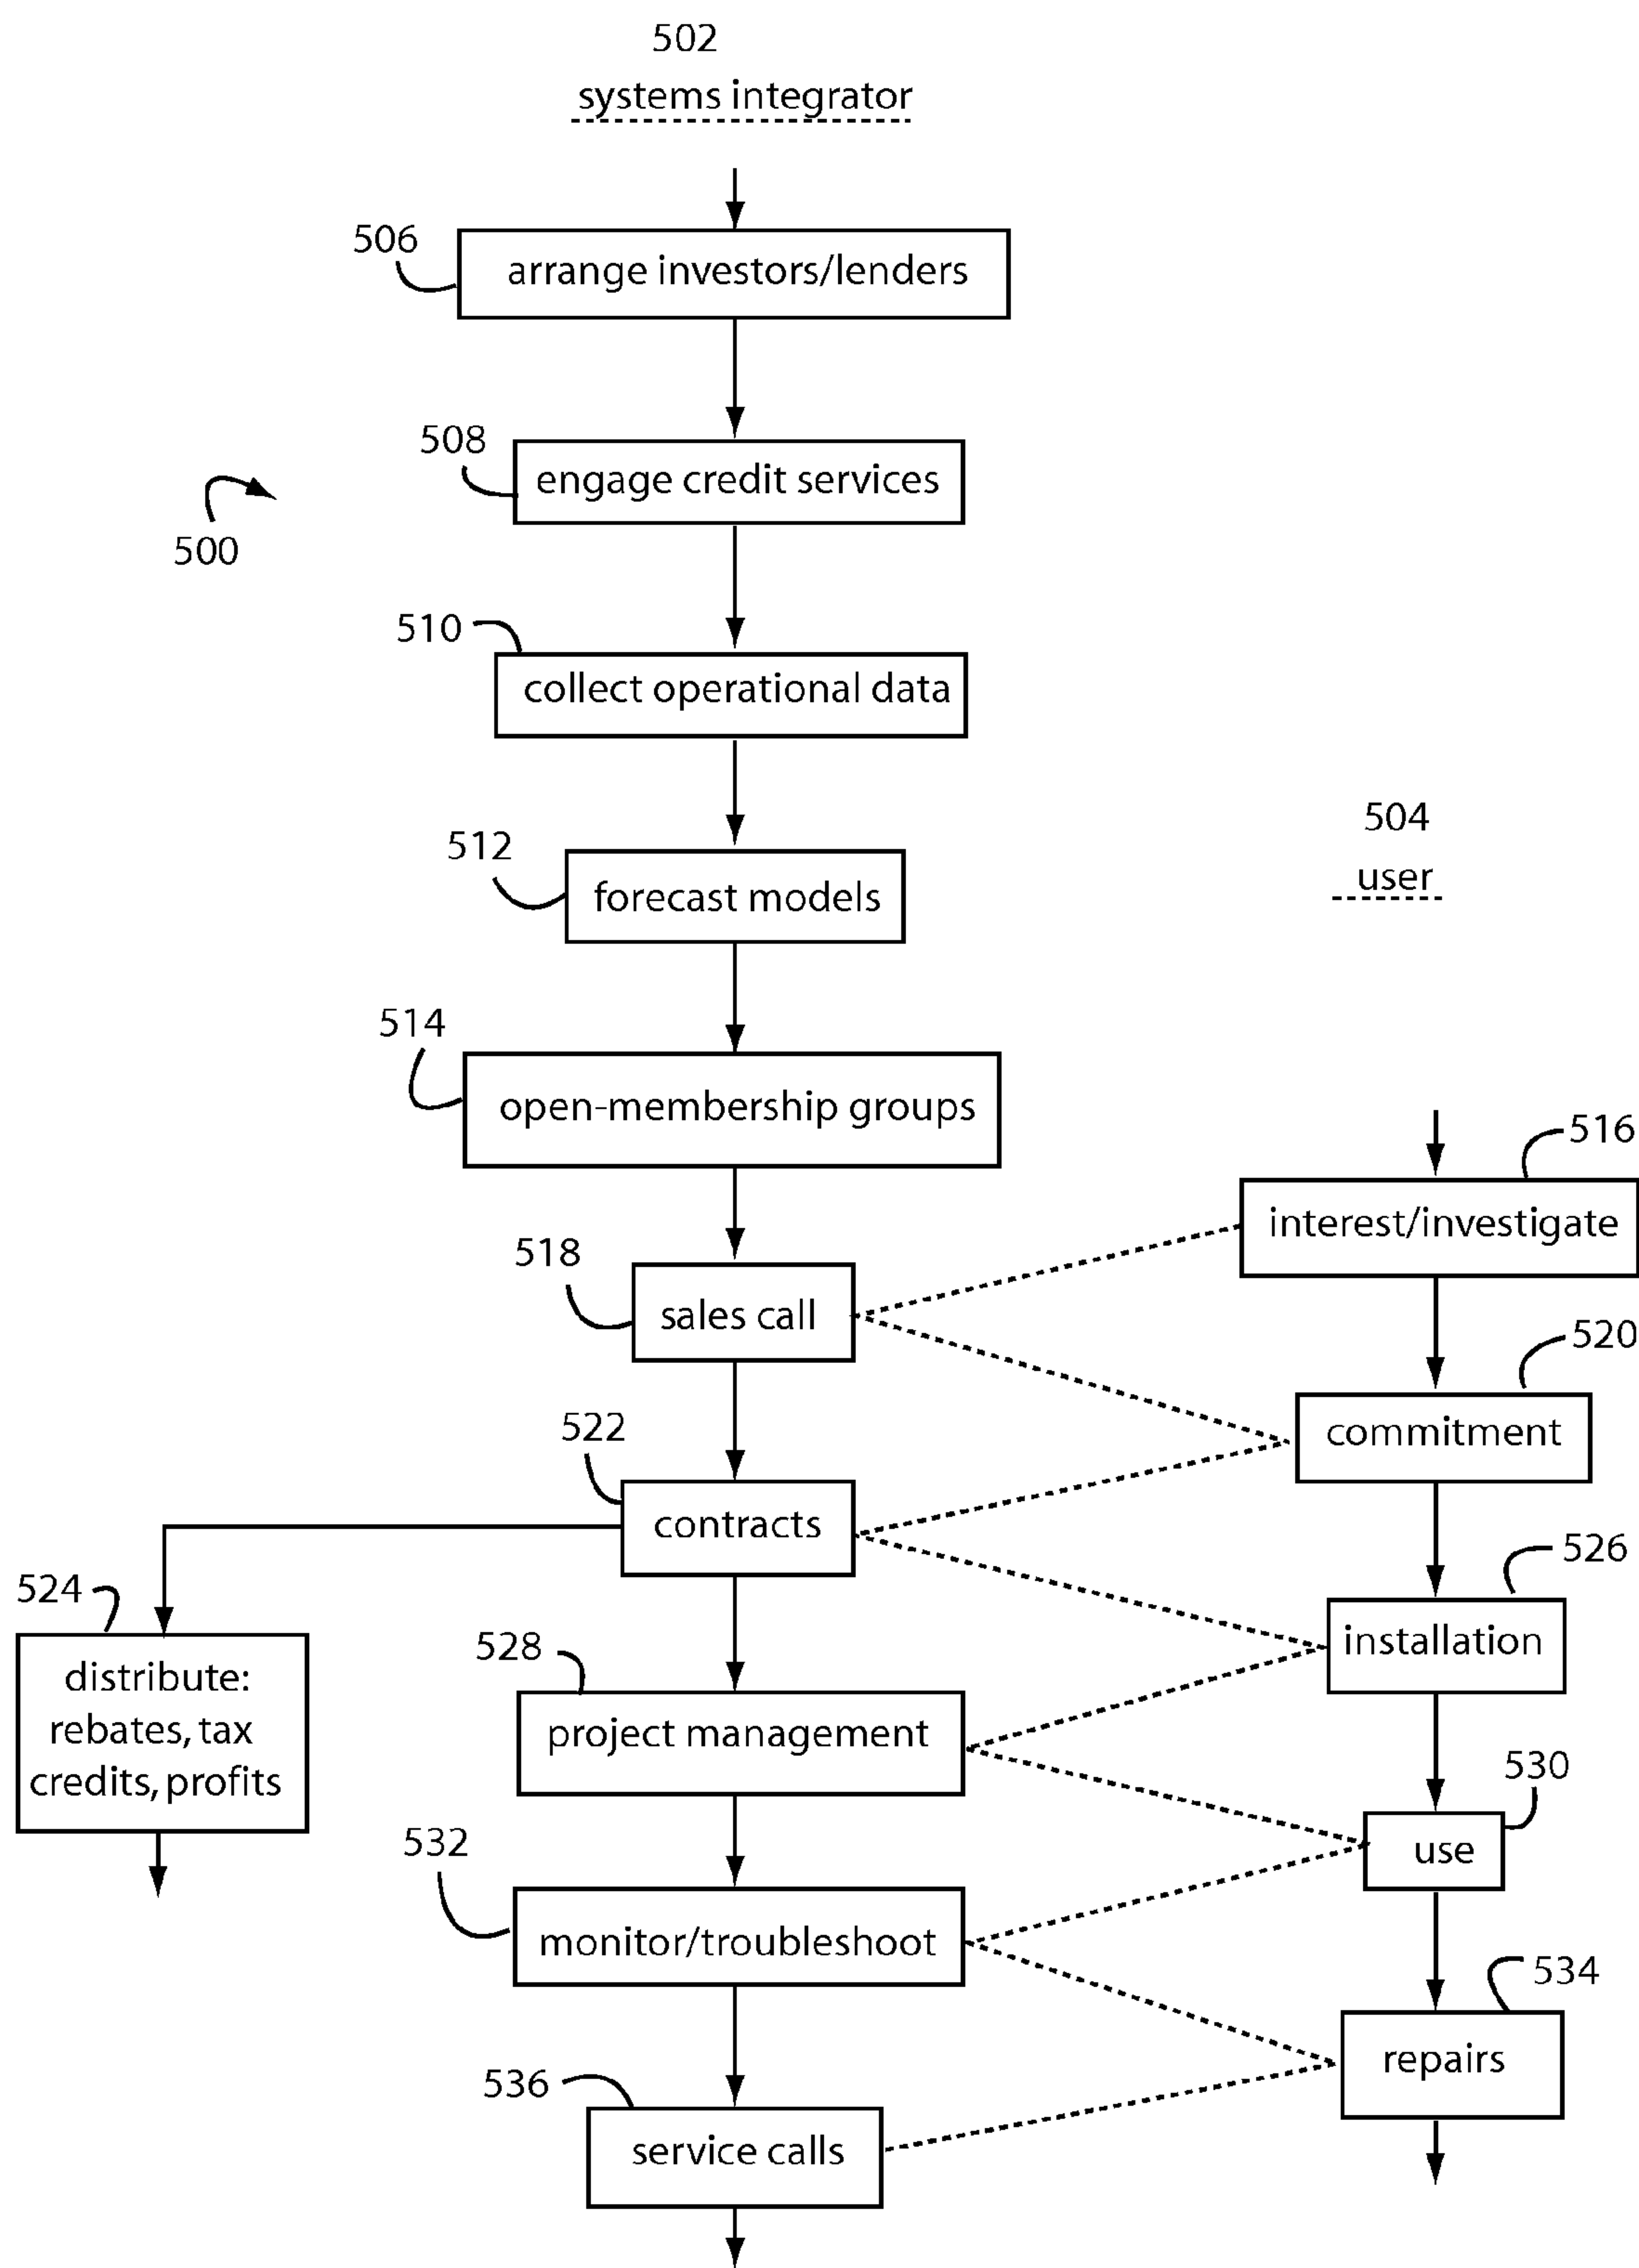 502
systems integrator
506
arrange investors/lenders
508
engage credit services
500
510
collect operational data
504
user
512
forecast models
514
open-membership groups
516
interest/investigate
518
sales call
520
commitment
522
contracts
524
distribute:
rebates, tax
credits, profits
526
installation
528
project management
530
use
532
monitor/troubleshoot
534
repairs
536
service calls